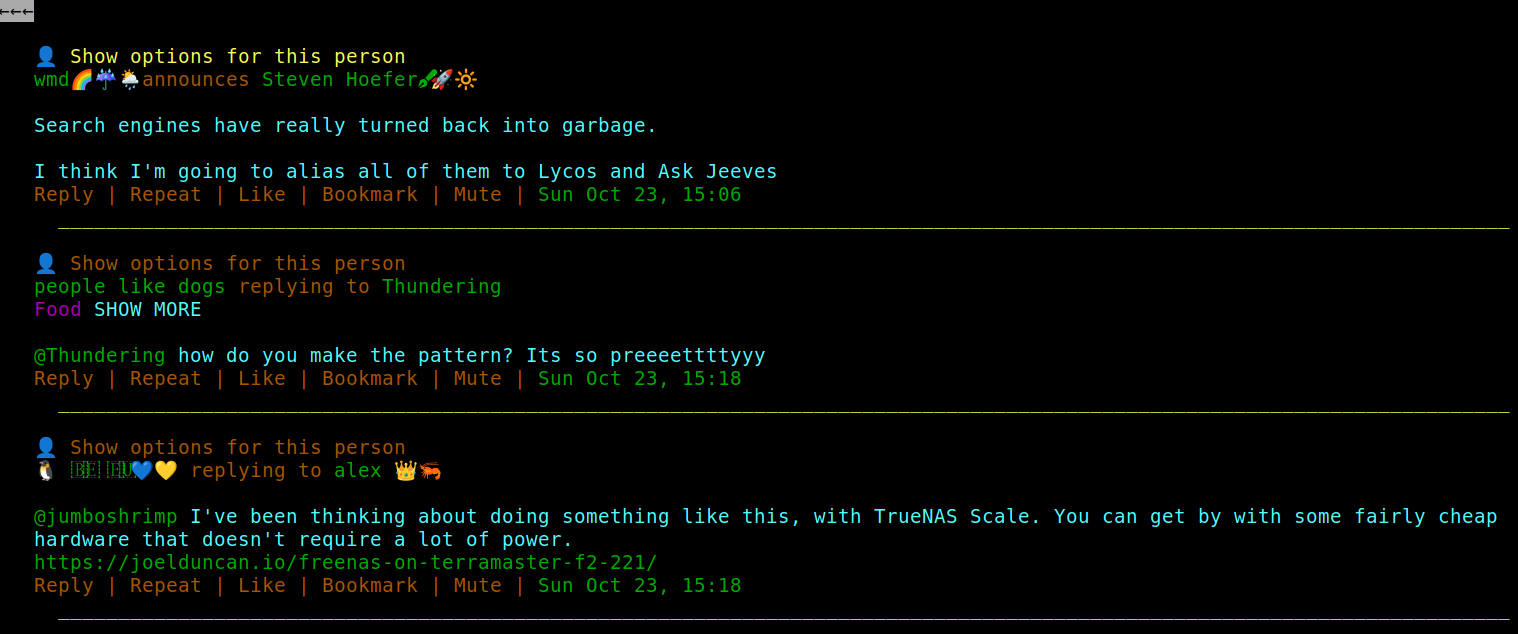 ←←←
👤 Show options for this person
wmd🌈☔🌦announces Steven Hoefer🚀🔆
Search engines have really turned back into garbage.
I think I'm going to alias all of them to Lycos and Ask Jeeves
Reply | Repeat | Like | Bookmark | Mute | Sun Oct 23, 15:06
👤 Show options for this person
people like dogs replying to Thundering
Food SHOW MORE
@Thundering how do you make the pattern? Its so preeeettttyyy
Reply | Repeat | Like | Bookmark | Mute | Sun Oct 23, 15:18
👤 Show options for this person
🐧 💙💛 replying to alex 👑🦐
@jumboshrimp I've been thinking about doing something like this, with TrueNAS Scale. You can get by with some fairly cheap
hardware that doesn't require a lot of power.
https://joelduncan.io/freenas-on-terramaster-f2-221/
Reply | Repeat | Like | Bookmark | Mute | Sun Oct 23, 15:18